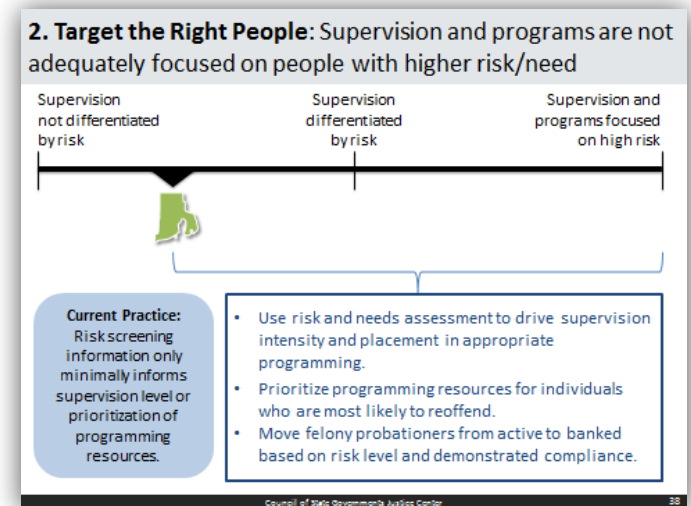 2. Target the Right People: Supervision and programs are not
adequately focused on people with higher risk/need
Supervision
not differentiated
by risk
Supervision
differentiated
by risk
Supervision and
programs focused
on high risk
Current Practice:
Risk screening
information only
minimally informs
supervision level or
prioritization of
programming
resources.
• Use risk and needs assessment to drive supervision
intensity and placement in appropriate
programming.
• Prioritize programming resources for individuals
who are most likely to reoffend.
• Move felony probationers from active to banked
based on risk level and demonstrated compliance.
Council of State Governments Justice Center
38